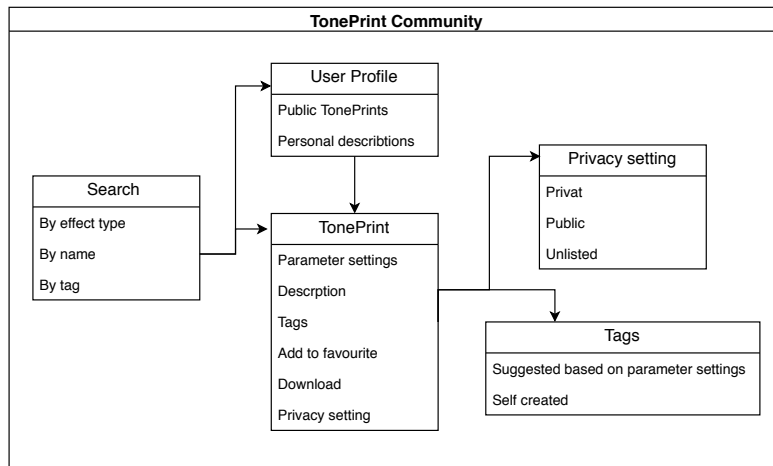 TonePrint Community
User Profile
Public TonePrints
Personal describtions
Search
By effect type
By name
By tag
TonePrint
Parameter settings
Descrption
Tags
Add to favourite
Download
Privacy setting
Privacy setting
Privat
Public
Unlisted
Tags
Suggested based on parameter settings
Self created